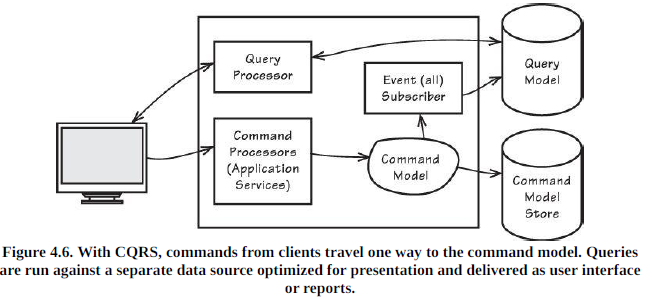 Query
Processor
Query
Model
Event (all)
Subscriber
Command
Processors
(Application
Services)
Command
Model
Command
Model
Store
Figure 4.6. With CQRS, commands from clients travel one way to the command model. Queries
are run against a separate data source optimized for presentation and delivered as user interface
or reports.